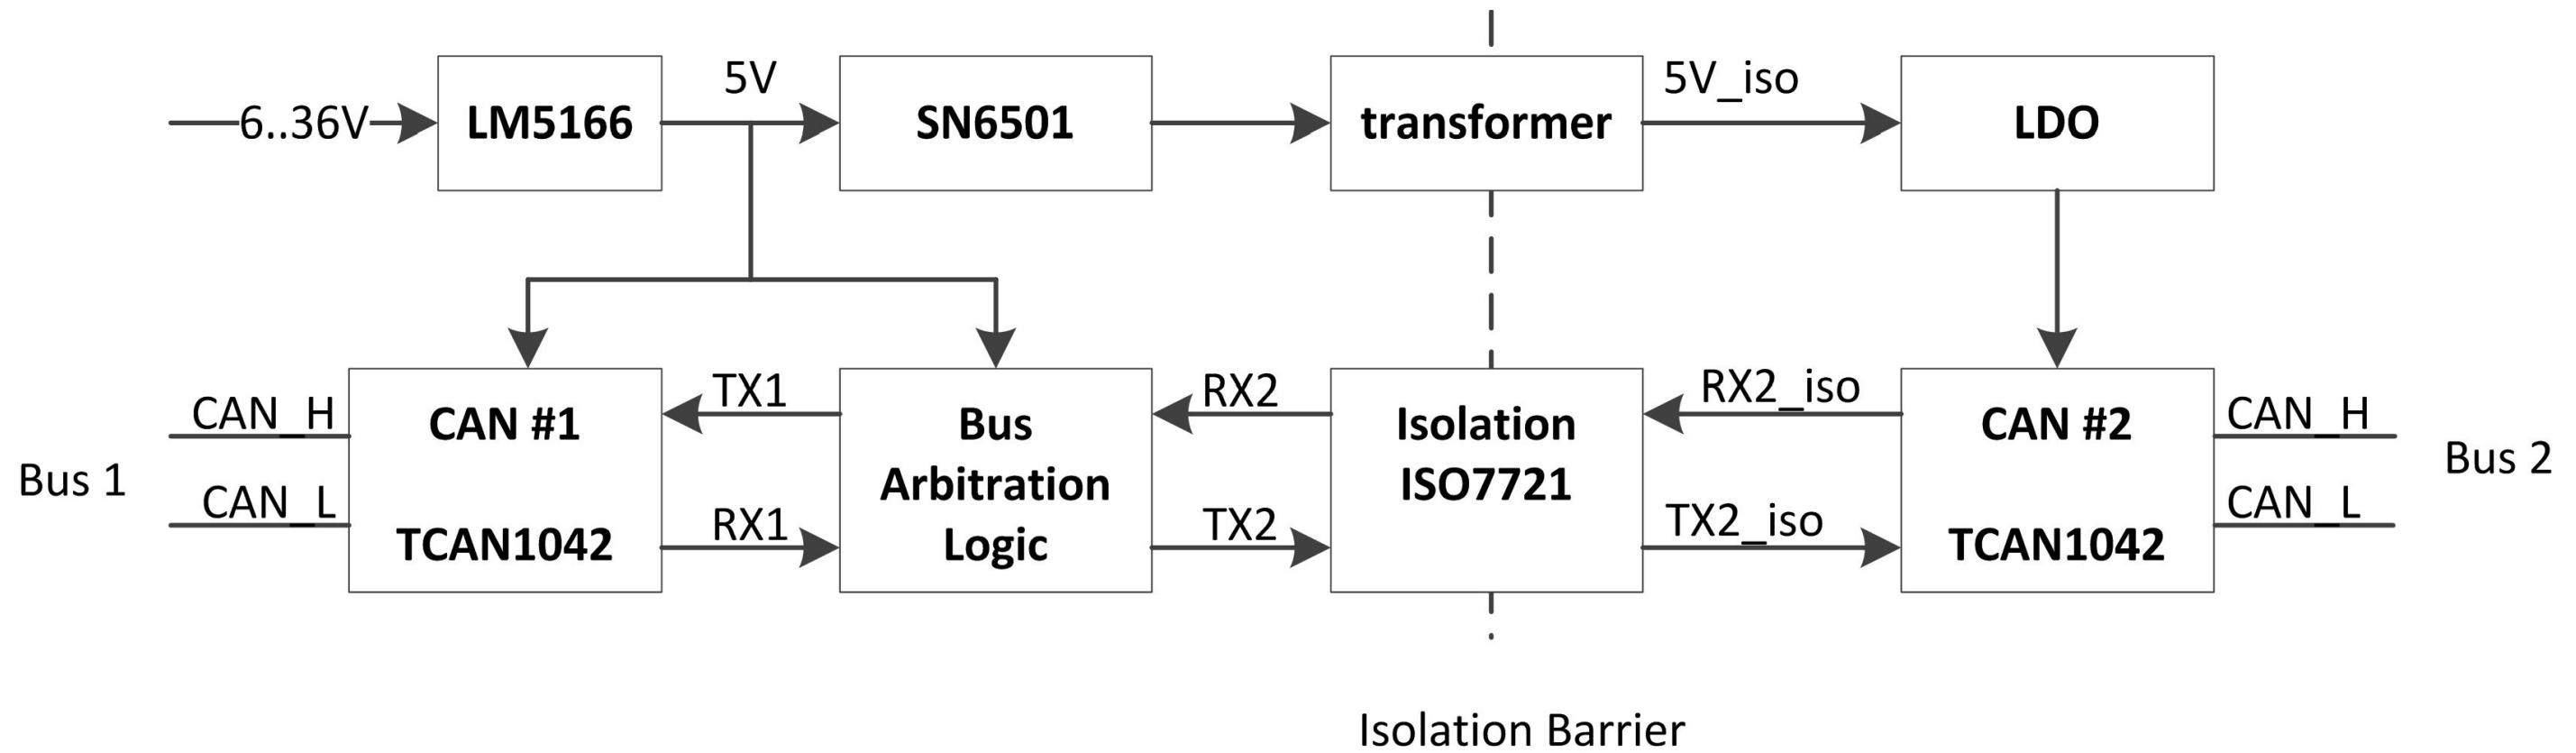 6..36V
LM5166
5V
SN6501
transformer
5V_iso
LDO
Bus 1
CAN_H
CAN_L
CAN #1
TCAN1042
TX1
RX1
Bus
Arbitration
Logic
RX2
TX2
Isolation
ISO7721
RX2_iso
TX2_iso
CAN #2
TCAN1042
CAN_H
CAN_L
Bus 2
Isolation Barrier